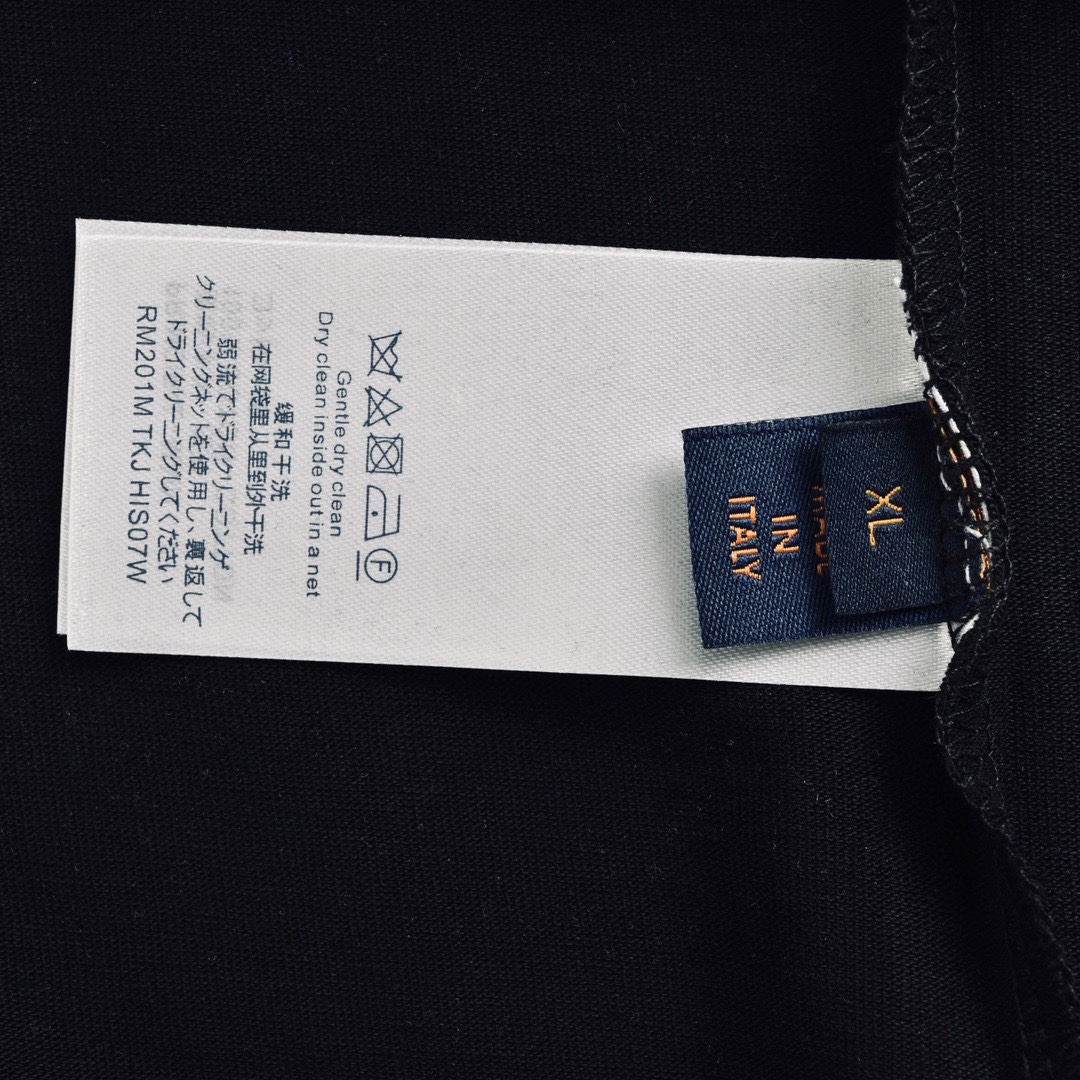 Gentle dry clean
Dry clean inside out in a net
缓和干洗
在网袋里从里到外干洗
弱流でドライクリーニング
クリーニングネットを使用し、裏返して
ドライクリーニングしてください
RM201M TKJ HIS07W
XL
MADE
IN
ITALY